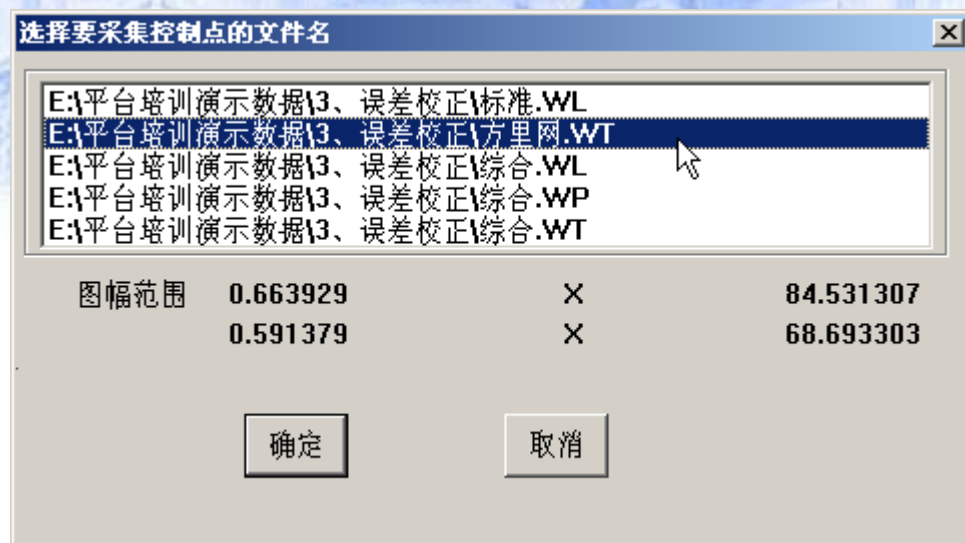 选择要采集控制点的文件名
E:\平台培训演示数据\3、误差校正\标准.WL
E:\平台培训演示数据\3、误差校正\方里网.WT
E:\平台培训演示数据\3、误差校正\综合.WL
E:\平台培训演示数据\3、误差校正\综合.WP
E:\平台培训演示数据\3、误差校正\综合.WT
图幅范围 0.663929 X 84.531307
0.591379 X 68.693303
确定 取消